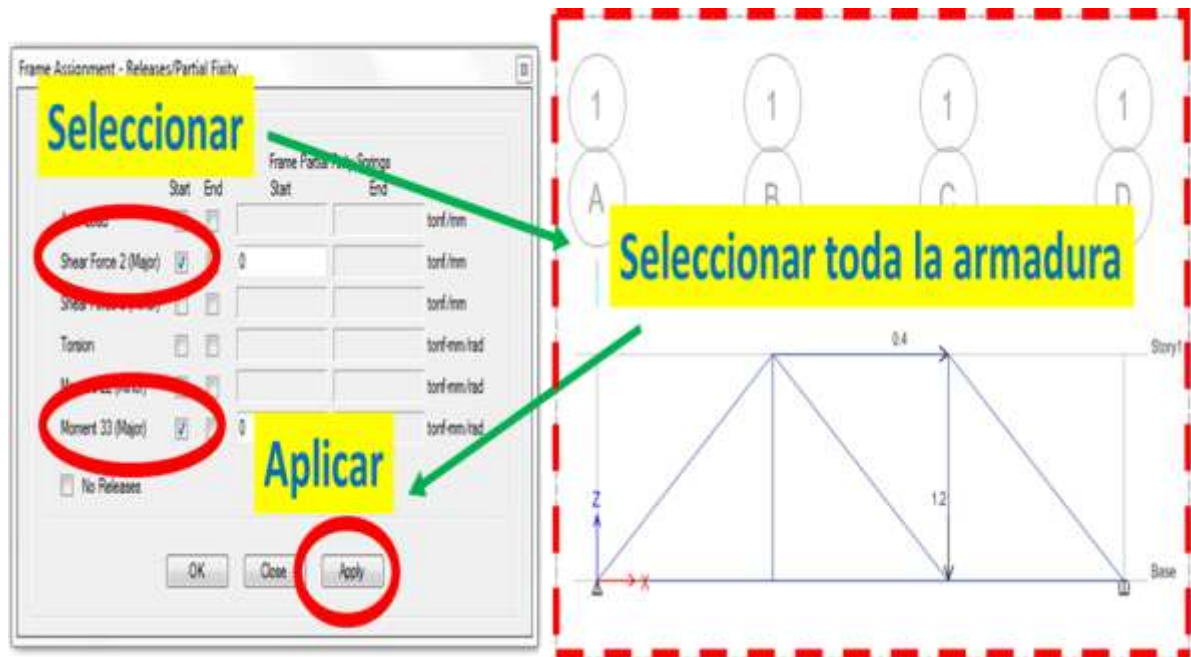 Frame Assignment - Releases/Partial Fixity
Seleccionar
Frame Partial Fixity Springs
Start End Start End
tonf/mm
Shear Force 2 (Major) 0 tonf/mm
tonf/mm
Torsion tonf-mm/rad
tonf-mm/rad
Moment 33 (Major) 0 tonf-mm/rad
No Releases
Aplicar
OK Close Apply
1 1 1 1
A B C D
Seleccionar toda la armadura
0.4
Story1
1.2
Z
X
Base